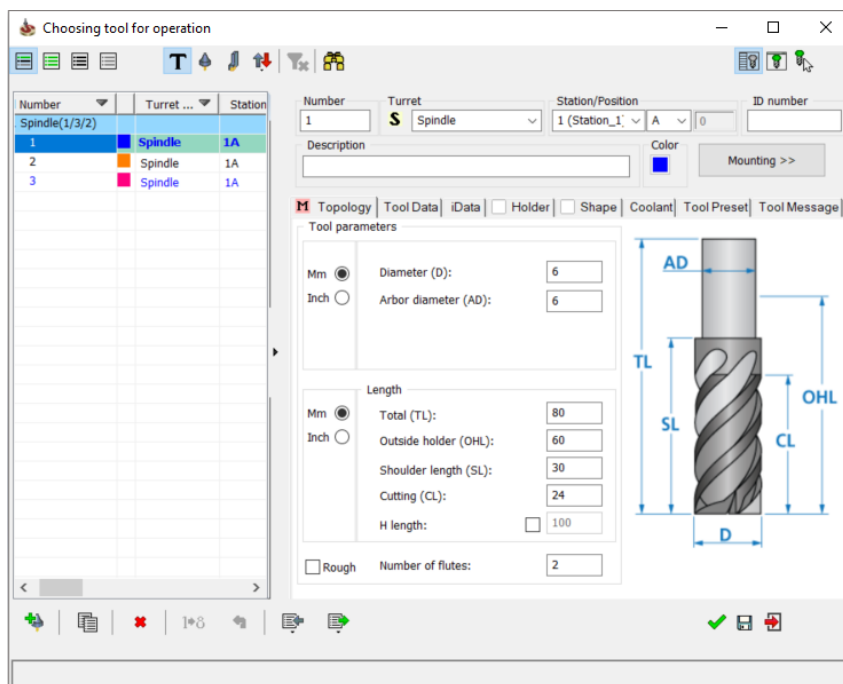 Choosing tool for operation
T
Number Turret ... Station
Spindle(1/3/2)
1 Spindle 1A
2 Spindle 1A
3 Spindle 1A
Number Turret Station/Position ID number
1 S Spindle 1 (Station_1) A 0
Description Color
Mounting >>
M Topology Tool Data iData Holder Shape Coolant Tool Preset Tool Message
Tool parameters
Mm Diameter (D): 6
Inch Arbor diameter (AD): 6
Length
Mm Total (TL): 80
Inch Outside holder (OHL): 60
Shoulder length (SL): 30
Cutting (CL): 24
H length: 100
Rough Number of flutes: 2
AD
TL
OHL
SL
CL
D